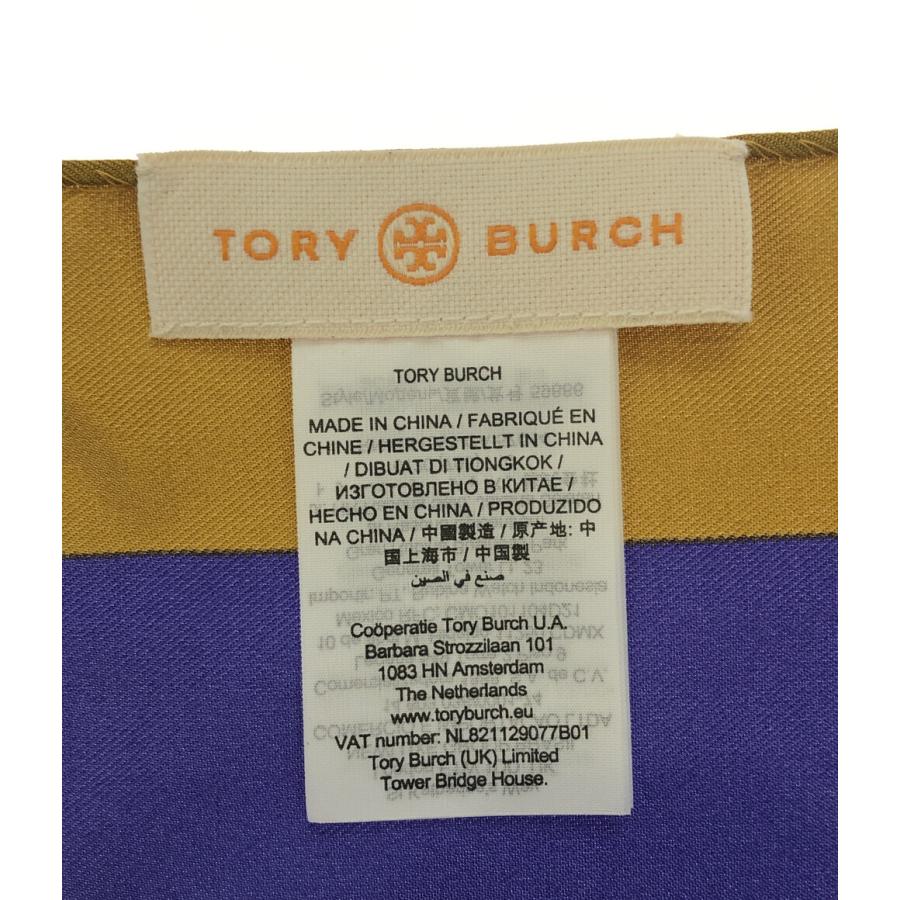 TORY BURCH
TORY BURCH
MADE IN CHINA / FABRIQUÉ EN
CHINE / HERGESTELLT IN CHINA
/ DIBUAT DI TIONGKOK /
ИЗГОТОВЛЕНО В КИТАЕ /
HECHO EN CHINA / PRODUZIDO
NA CHINA / 中國製造 / 原产地: 中
国上海市 / 中国製
صنع في الصين
Coöperatie Tory Burch U.A.
Barbara Strozzilaan 101
1083 HN Amsterdam
The Netherlands
www.toryburch.eu
VAT number: NL821129077B01
Tory Burch (UK) Limited
Tower Bridge House.